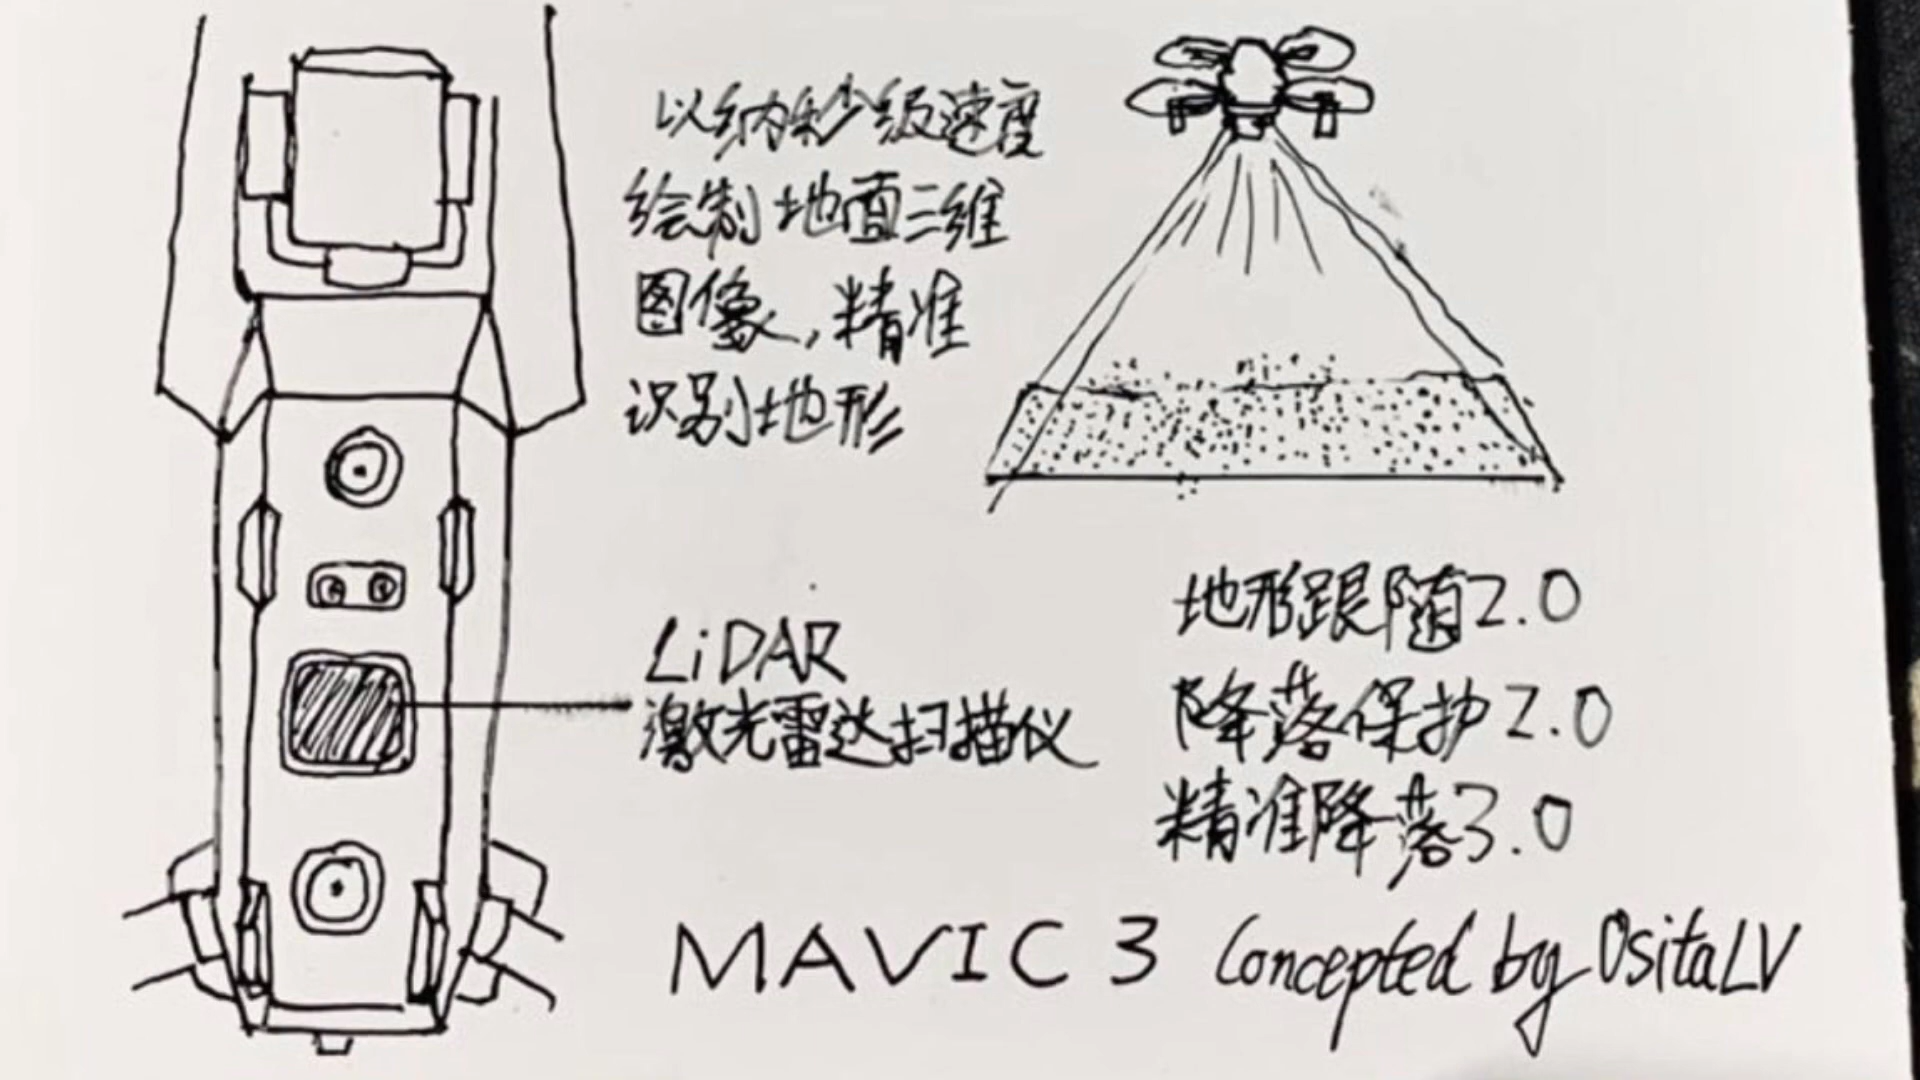 以纳秒级速度
绘制地面三维
图像，精准
识别地形
LiDAR
激光雷达扫描仪
地形跟随2.0
降落保护2.0
精准降落3.0
MAVIC 3 Concepted by OsitaLV